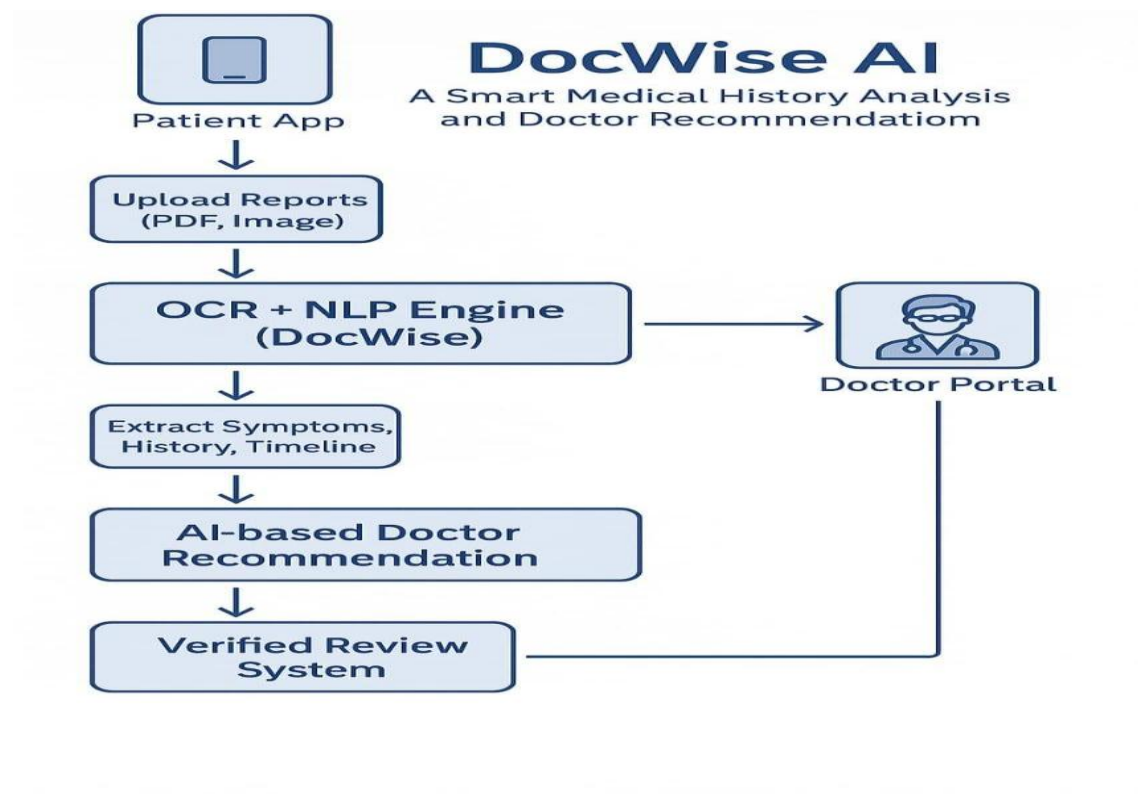 DocWise AI
A Smart Medical History Analysis
and Doctor Recommendatiom
Patient App
Upload Reports
(PDF, Image)
OCR + NLP Engine
(DocWise)
Doctor Portal
Extract Symptoms,
History, Timeline
AI-based Doctor
Recommendation
Verified Review
System